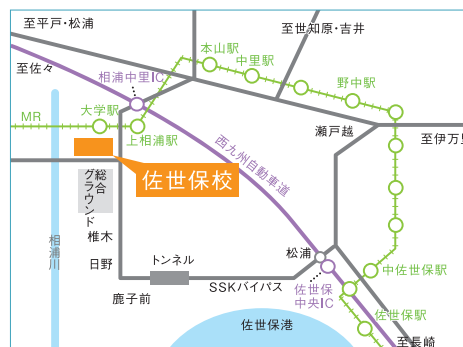 至平戸・松浦
至世知原・吉井
本山駅
中里駅
至佐々
相浦中里IC
野中駅
大学駅
MR
上相浦駅
瀬戸越
至伊万里
西九州自動車道
佐世保校
総合
グラウンド
椎木
相浦川
日野
松浦
トンネル
中佐世保駅
SSKバイパス
佐世保
中央IC
鹿子前
佐世保港
佐世保駅
至長崎